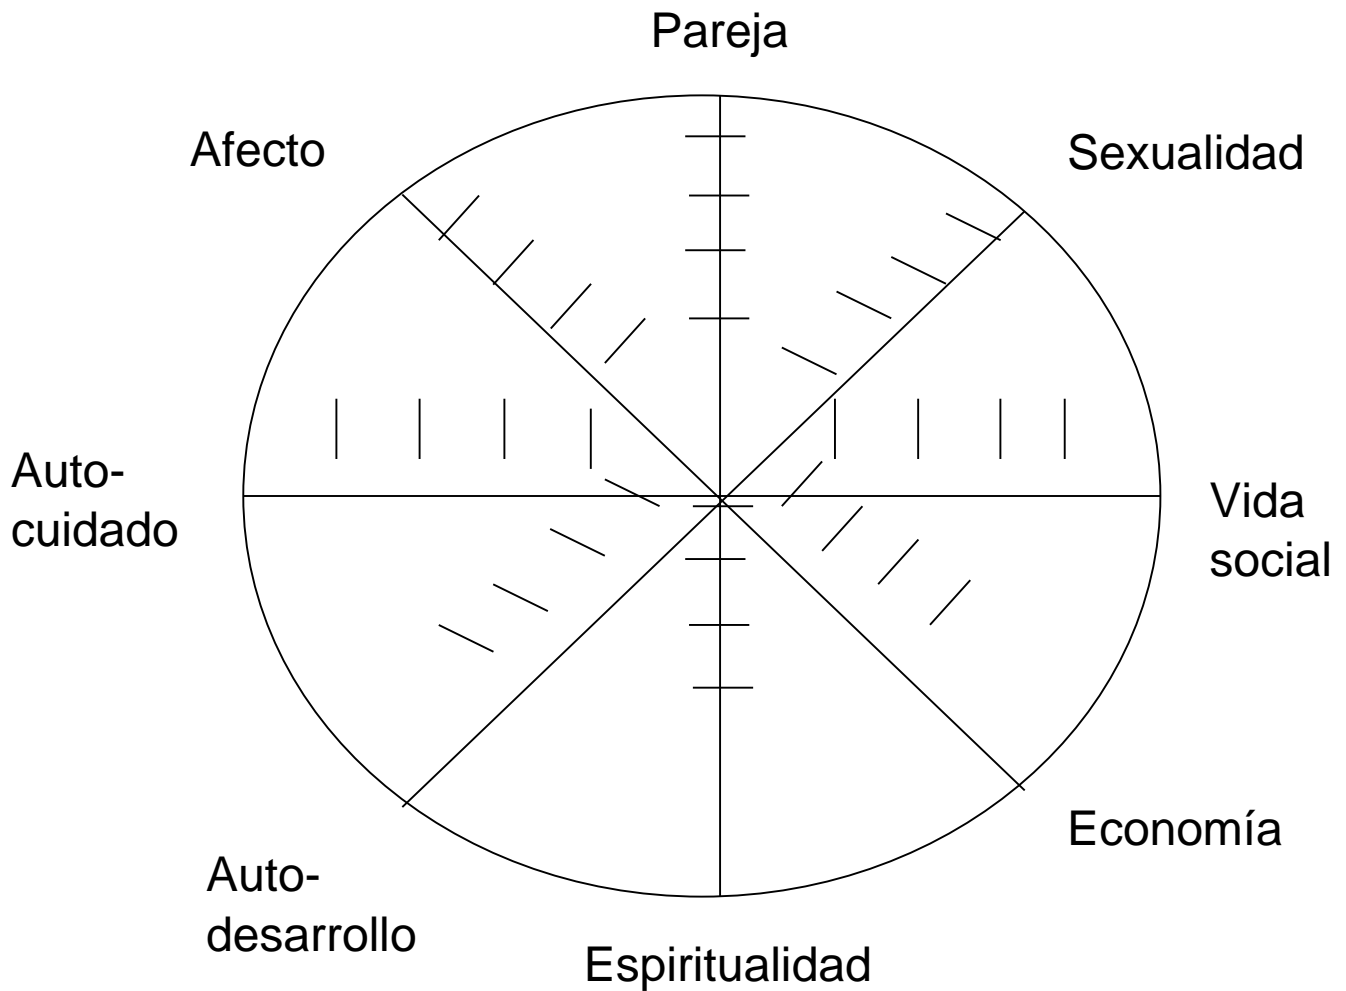 Pareja
Afecto
Sexualidad
Auto-
cuidado
Vida
social
Economía
Auto-
desarrollo
Espiritualidad